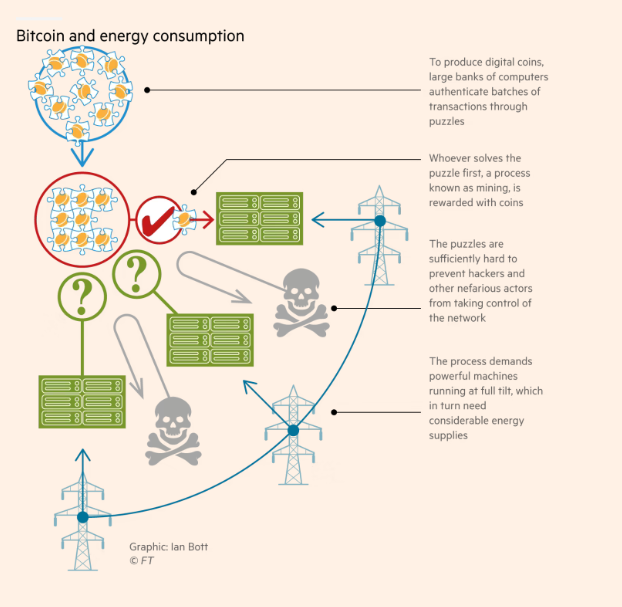 Bitcoin and energy consumption
To produce digital coins,
large banks of computers
authenticate batches of
transactions through
puzzles
Whoever solves the
puzzle first, a process
known as mining, is
rewarded with coins
The puzzles are
sufficiently hard to
prevent hackers and
other nefarious actors
from taking control of
the network
?
?
The process demands
powerful machines
running at full tilt, which
in turn need
considerable energy
supplies
Graphic: Ian Bott
© FT